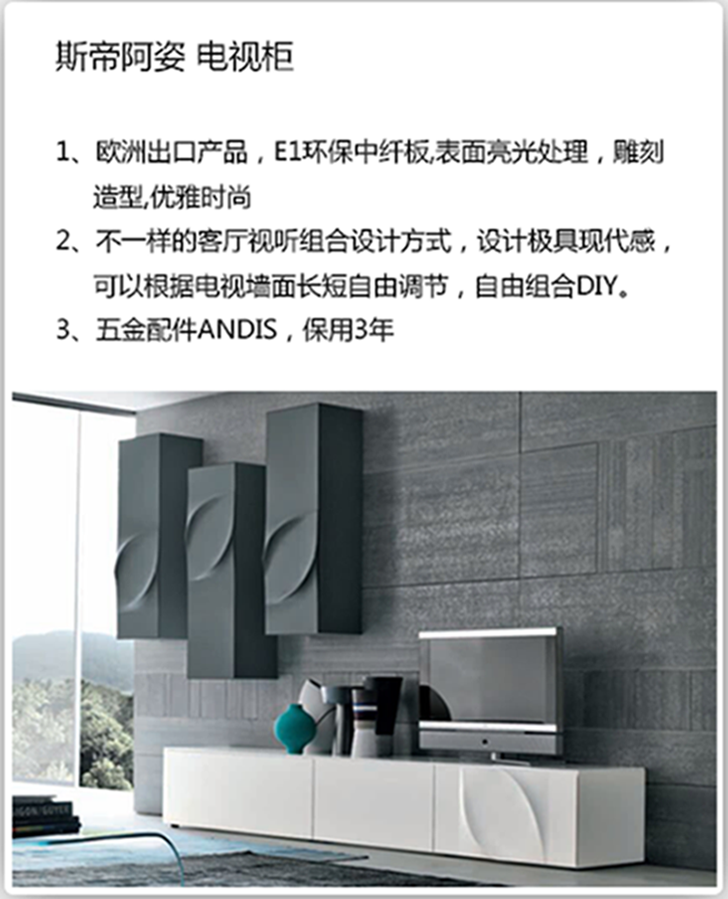 斯帝阿姿 电视柜
1、欧洲出口产品，E1环保中纤板,表面亮光处理，雕刻
造型,优雅时尚
2、不一样的客厅视听组合设计方式，设计极具现代感，
可以根据电视墙面长短自由调节，自由组合DIY。
3、五金配件ANDIS，保用3年